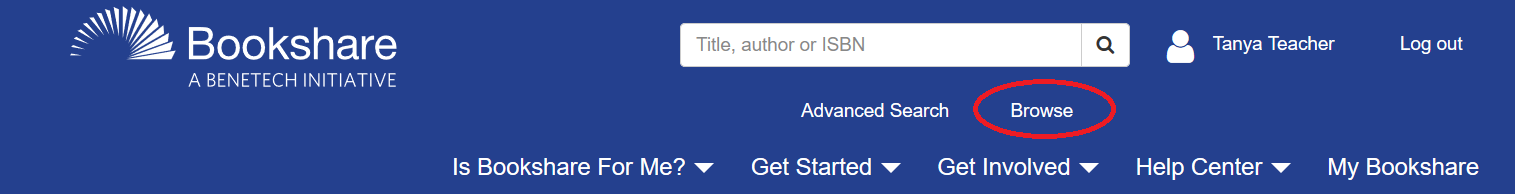 Bookshare
A BENETECH INITIATIVE
Title, author or ISBN
Tanya Teacher
Log out
Advanced Search
Browse
Is Bookshare For Me?
Get Started
Get Involved
Help Center
My Bookshare